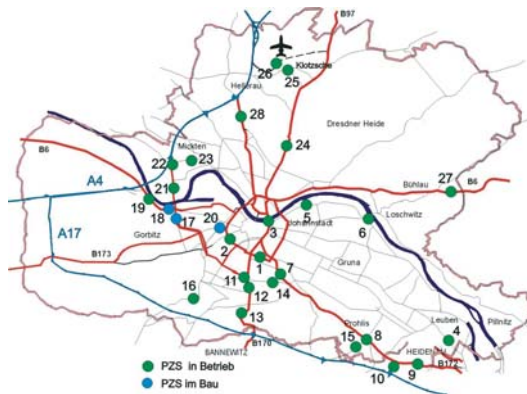 B97
26
Klotzsche
25
Hellerau
28
Dresdner Heide
24
Micklen
B6
22
23
21
27
B6
Bühlau
A4
19
18
17
20
Johannstadt
5
Loschwitz
3
6
A17
Gorbitz
2
B173
Gruna
1
7
11
14
16
12
13
Prohlis
Leuben
4
Pillnitz
15
8
HEIDENAU
BANNEWITZ
B170
B172
10
9
PZS in Betrieb
PZS im Bau